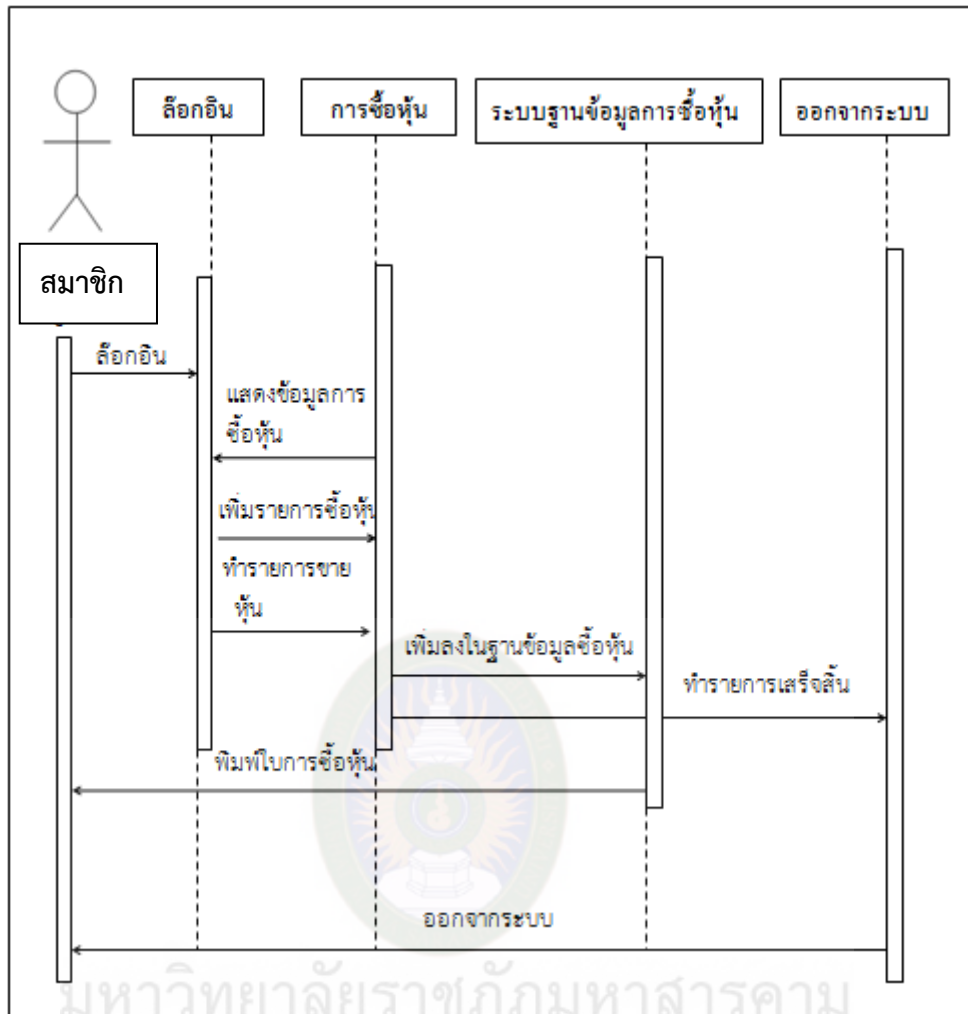 ล๊อกอิน
การซื้อหุ้น
ระบบฐานข้อมูลการซื้อหุ้น
ออกจากระบบ
สมาชิก
ล๊อกอิน
แสดงข้อมูลการ
ซื้อหุ้น
เพิ่มรายการซื้อหุ้น
ทำรายการขาย
หุ้น
เพิ่มลงในฐานข้อมูลซื้อหุ้น
ทำรายการเสร็จสิ้น
พิมพ์ใบการซื้อหุ้น
ออกจากระบบ
มหาวิทยาลัยราชภัฏมหาสารคาม